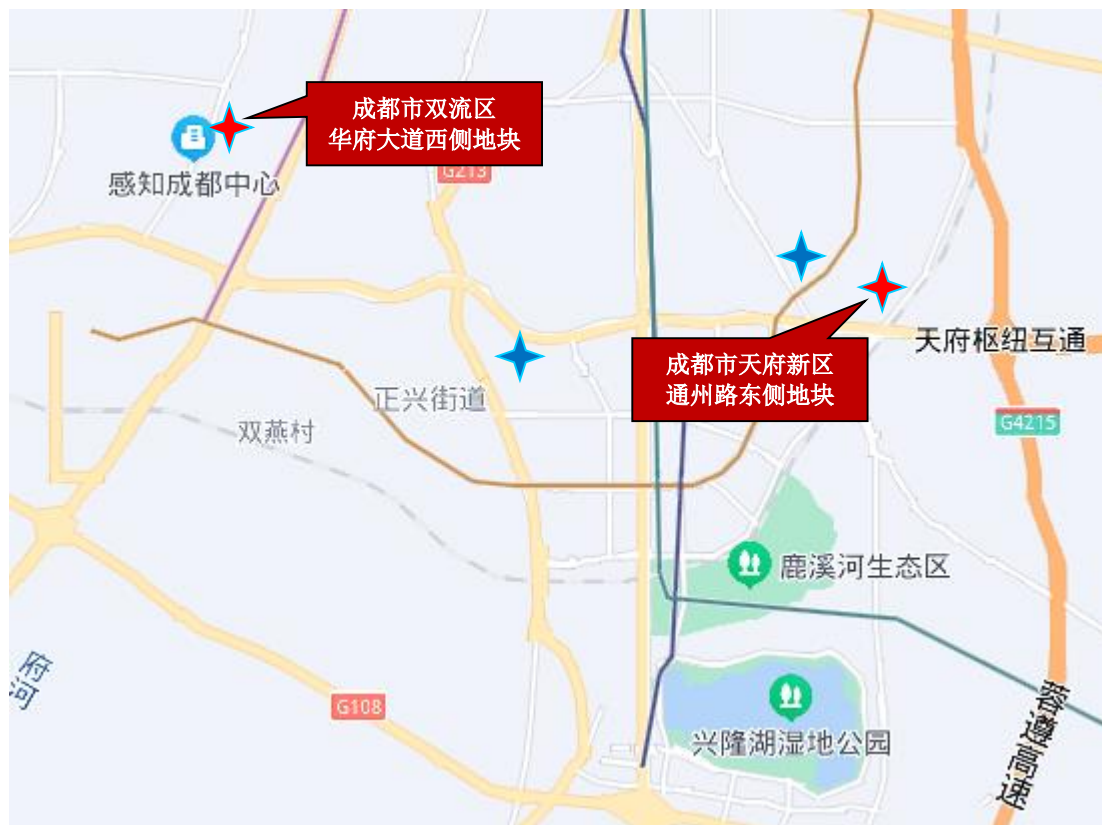 成都市双流区
华府大道西侧地块
G213
感知成都中心
天府枢纽互通
成都市天府新区
通州路东侧地块
正兴街道
G4215
双燕村
鹿溪河生态区
府河
G108
兴隆湖湿地公园
蓉遵高速